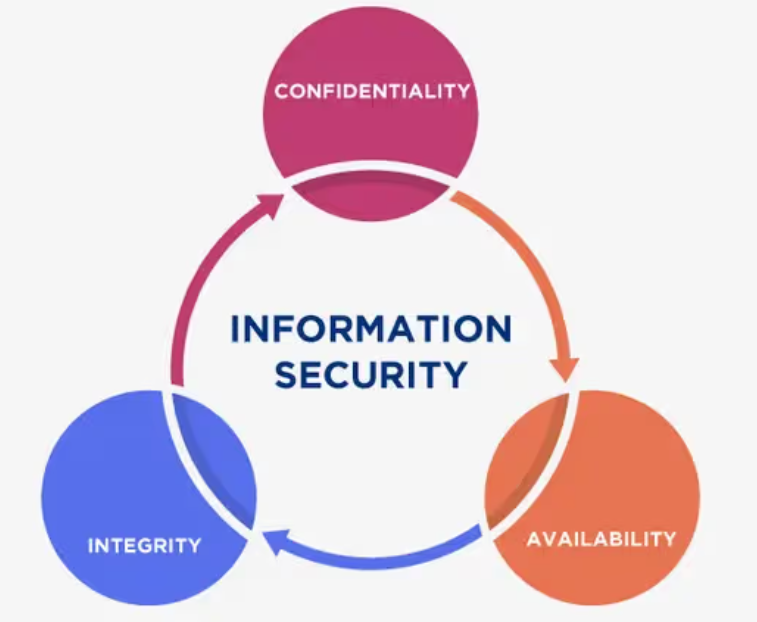 CONFIDENTIALITY
INFORMATION
SECURITY
INTEGRITY
AVAILABILITY